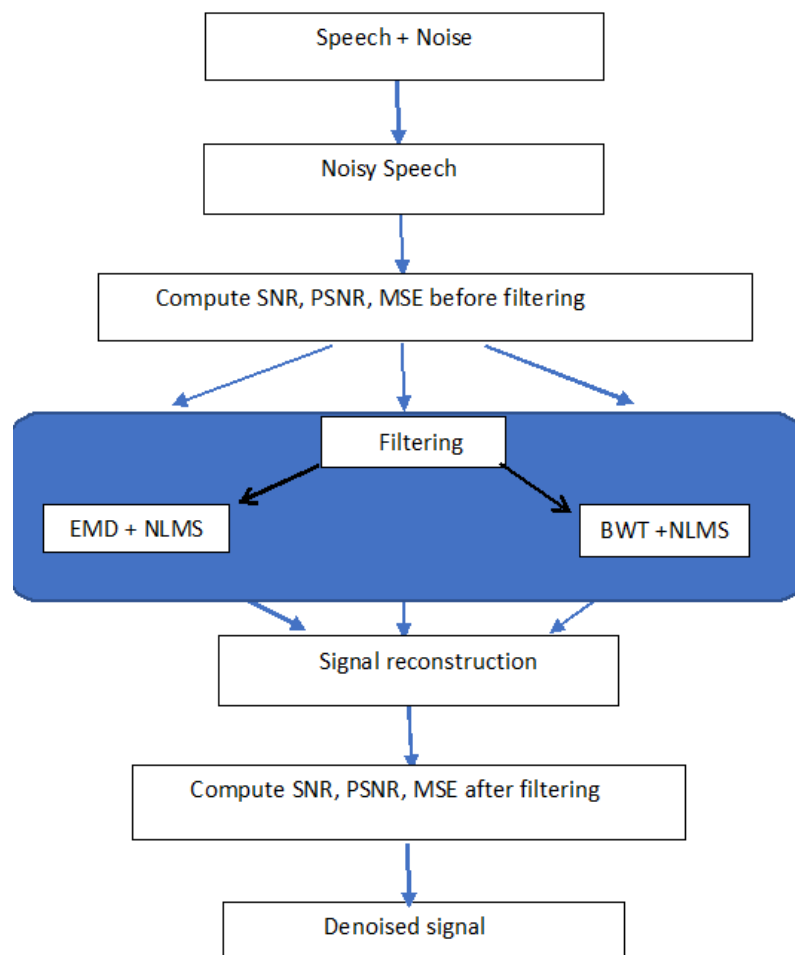 Speech + Noise
Noisy Speech
Compute SNR, PSNR, MSE before filtering
Filtering
EMD + NLMS
BWT +NLMS
Signal reconstruction
Compute SNR, PSNR, MSE after filtering
Denoised signal